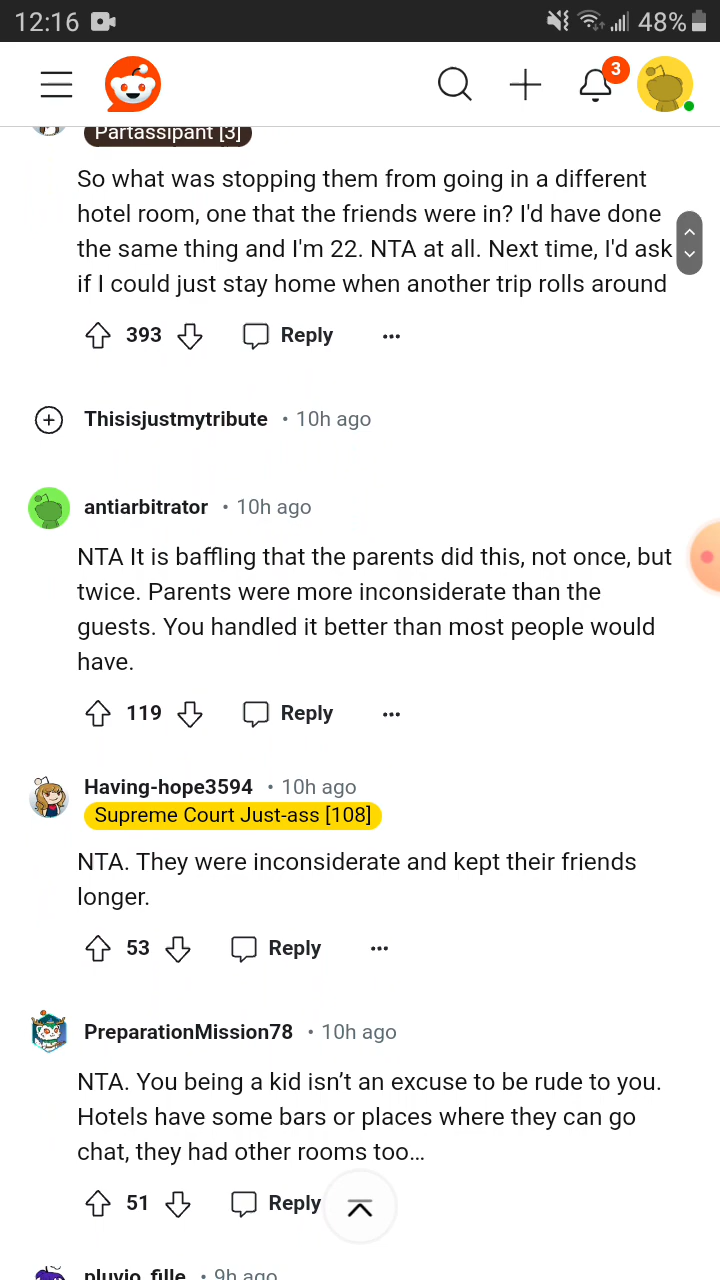 12:16
48%
3
Partassipant [3]
So what was stopping them from going in a different
hotel room, one that the friends were in? I'd have done
the same thing and I'm 22. NTA at all. Next time, I'd ask
if I could just stay home when another trip rolls around
393 Reply ...
Thisisjustmytribute • 10h ago
antiarbitrator • 10h ago
NTA It is baffling that the parents did this, not once, but
twice. Parents were more inconsiderate than the
guests. You handled it better than most people would
have.
119 Reply ...
Having-hope3594 • 10h ago
Supreme Court Just-ass [108]
NTA. They were inconsiderate and kept their friends
longer.
53 Reply ...
PreparationMission78 • 10h ago
NTA. You being a kid isn’t an excuse to be rude to you.
Hotels have some bars or places where they can go
chat, they had other rooms too…
51 Reply
pluvio_fille • 9h ago